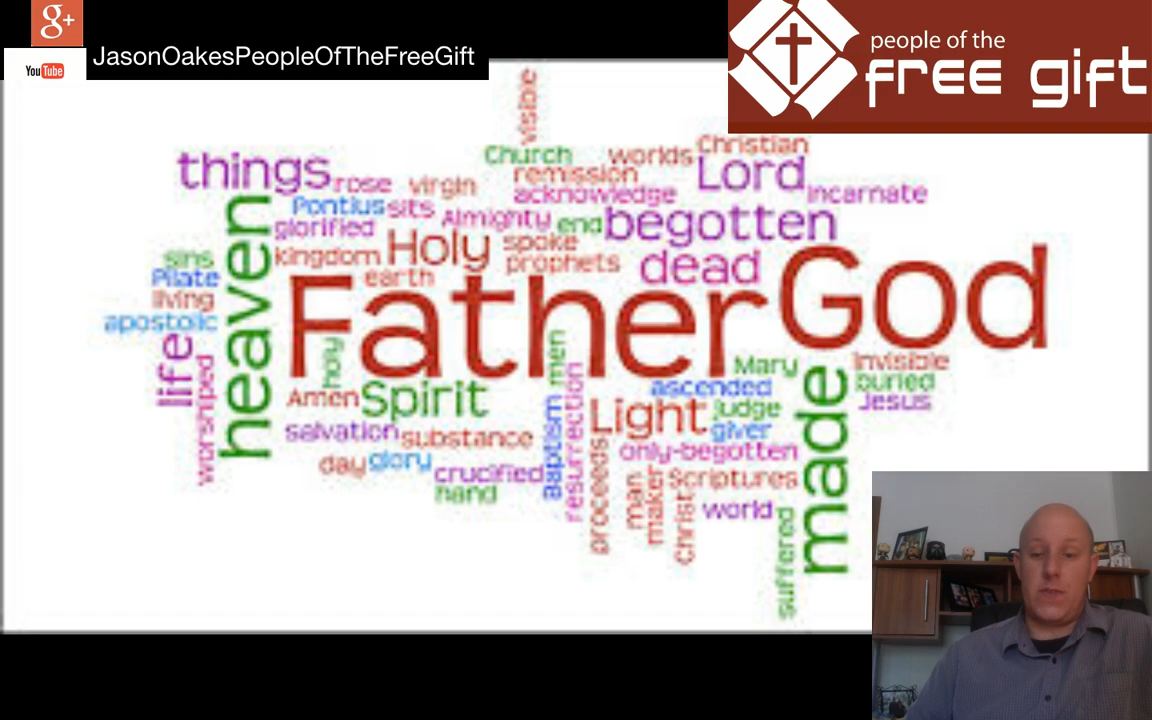 g+
You Tube
JasonOakesPeopleOfTheFreeGift
people of the
free gift
visible
Church
worlds
Christian
things
rose
virgin
remission
Lord
acknowledge
Incarnate
Pontius
sits
Almighty
end
begotten
glorified
heaven
Holy
spoke
sins
kingdom
prophets
dead
God
Pilate
earth
Father
living
apostolic
life
holy
men
Mary
Invisible
worshiped
ascended
buried
Amen
Spirit
resurrection
Light
judge
made
Jesus
salvation
substance
baptism
giver
only-begotten
day
glory
crucified
proceeds
man
maker
Scriptures
hand
christ
world
suffered